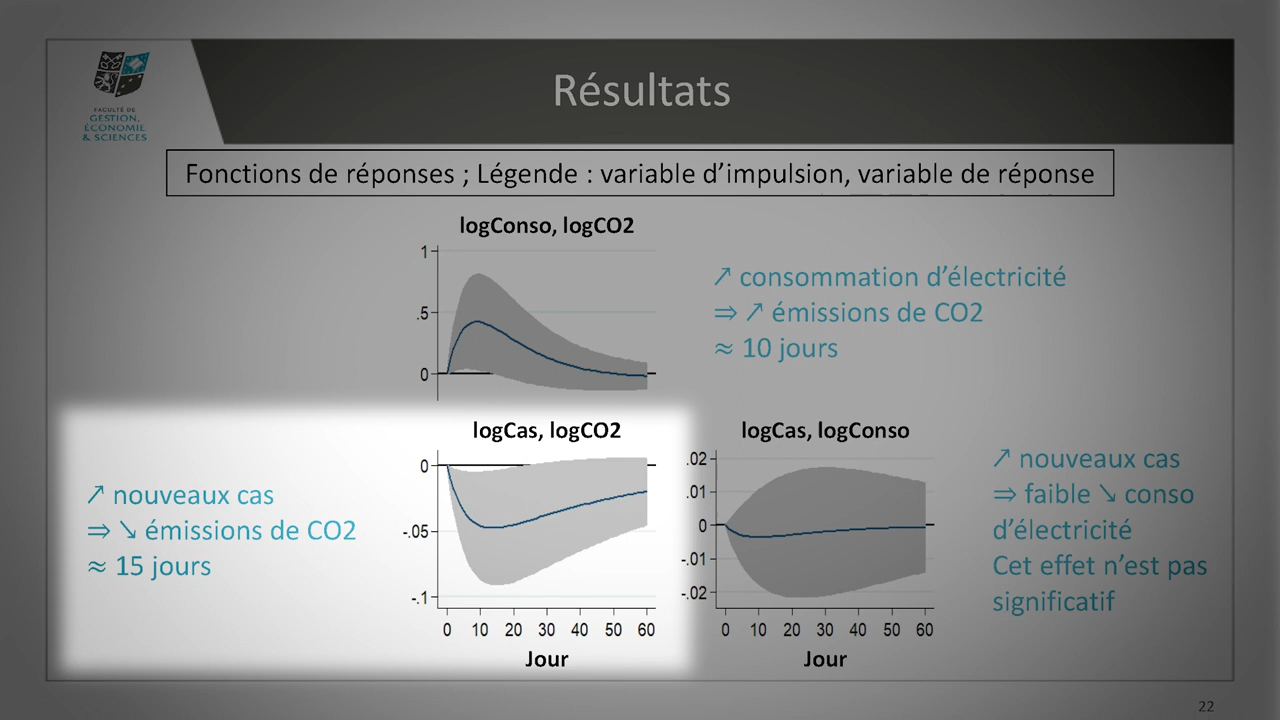 FACULTÉ DE
GESTION,
ÉCONOMIE
& SCIENCES
Résultats
Fonctions de réponses ; Légende : variable d’impulsion, variable de réponse
logConso, logCO2
1
.5
0
↗ consommation d’électricité
⇒ ↗ émissions de CO2
≈ 10 jours
↗ nouveaux cas
⇒ ↘ émissions de CO2
≈ 15 jours
logCas, logCO2
0
-.05
-.1
0 10 20 30 40 50 60
Jour
logCas, logConso
.02
.01
0
-.01
-.02
0 10 20 30 40 50 60
Jour
↗ nouveaux cas
⇒ faible ↘ conso
d’électricité
Cet effet n’est pas
significatif
22